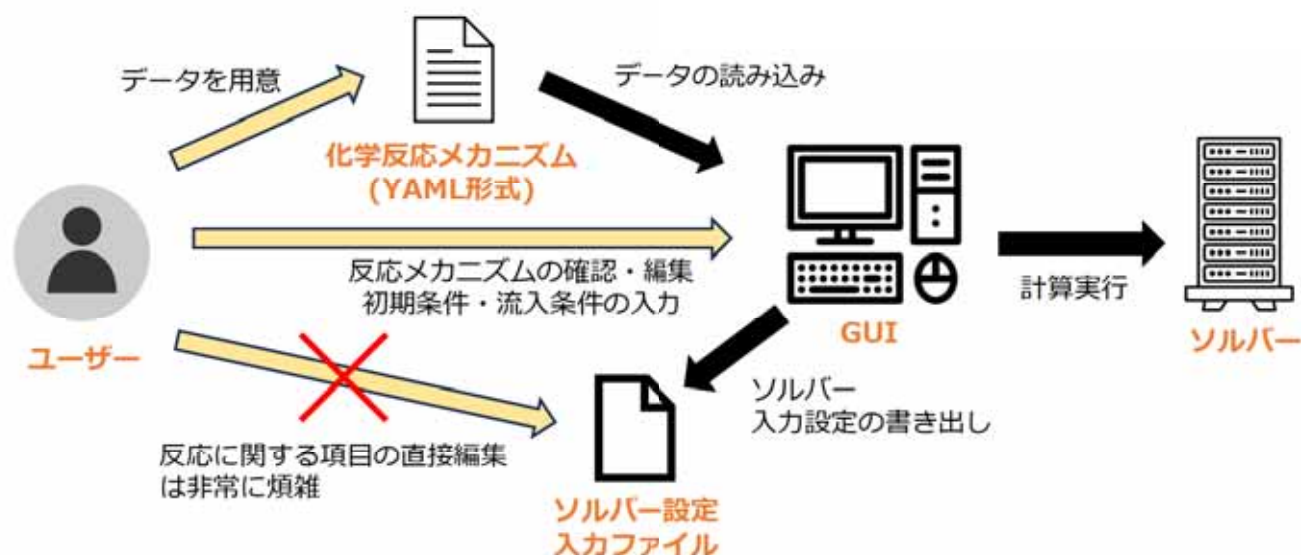 データを用意
データの読み込み
化学反応メカニズム
(YAML形式)
反応メカニズムの確認・編集
初期条件・流入条件の入力
計算実行
ユーザー
GUI
ソルバー
ソルバー
入力設定の書き出し
反応に関する項目の直接編集
は非常に煩雑
ソルバー設定
入力ファイル